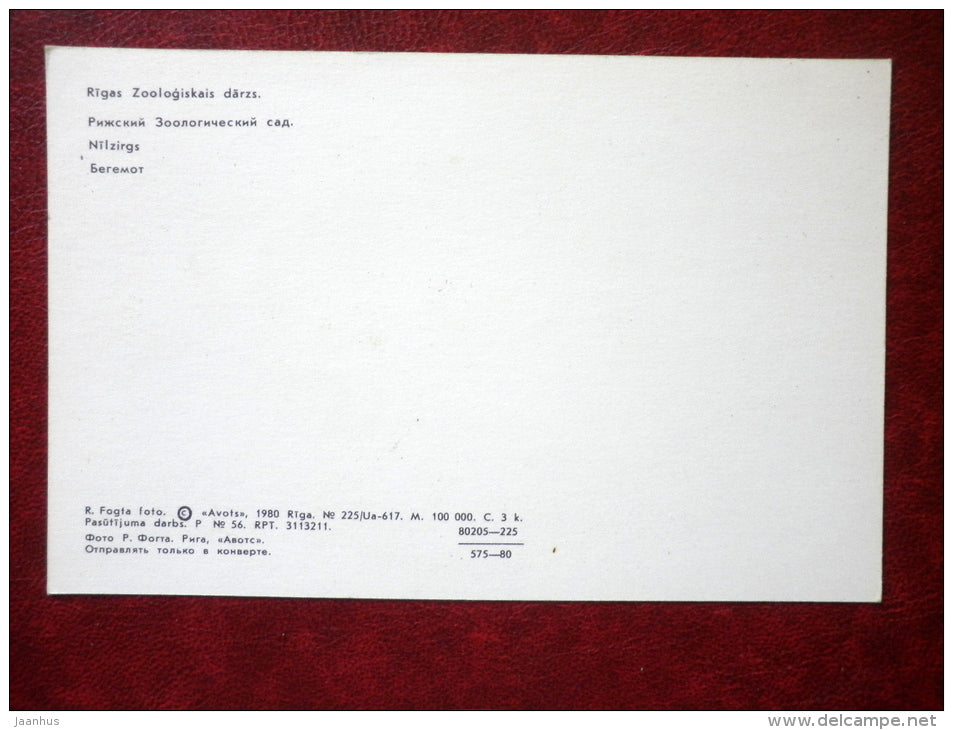 Rīgas Zooloģiskais dārzs.
Рижский Зоологический сад.
Nīlzirgs
Бегемот
R. Fogta foto. © «Avots», 1980 Rīga. № 225/Ua-617. M. 100 000. C. 3 k.
Pasūtījuma darbs. P № 56. RPT. 3113211.
80205—225
575—80
Фото Р. Фогта. Рига, «Авотс».
Отправлять только в конверте.
jaanhus
www.delcampe.net